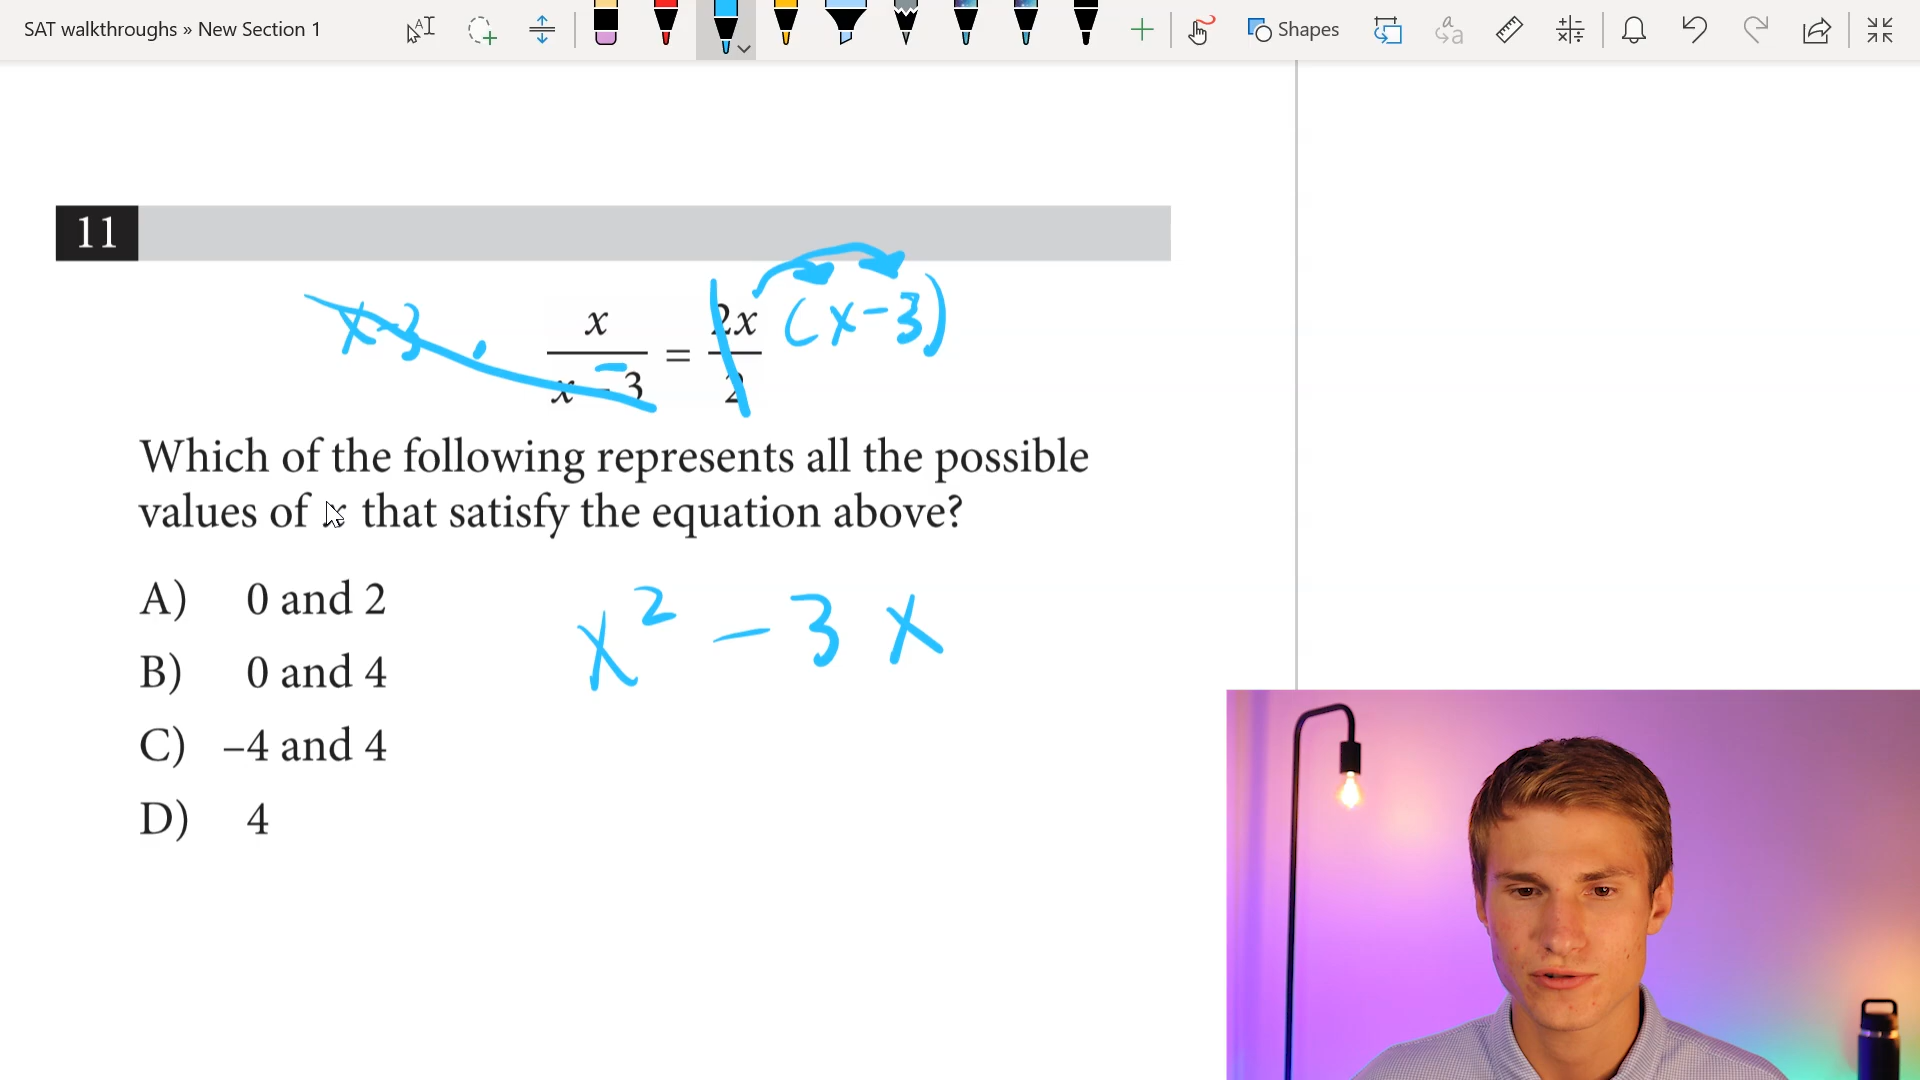 SAT walkthroughs » New Section 1
Shapes
11
x - 3 · x / x - 3 = 2x / 2 (x - 3)
Which of the following represents all the possible
values of x that satisfy the equation above?
A) 0 and 2
B) 0 and 4
C) –4 and 4
D) 4
x² - 3x